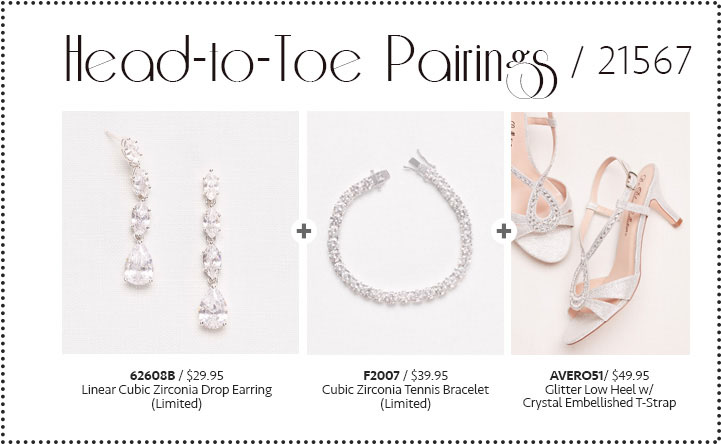 Head-to-Toe Pairings / 21567
62608B / $29.95
Linear Cubic Zirconia Drop Earring
(Limited)
F2007 / $39.95
Cubic Zirconia Tennis Bracelet
(Limited)
AVERO51/ $49.95
Glitter Low Heel w/
Crystal Embellished T-Strap